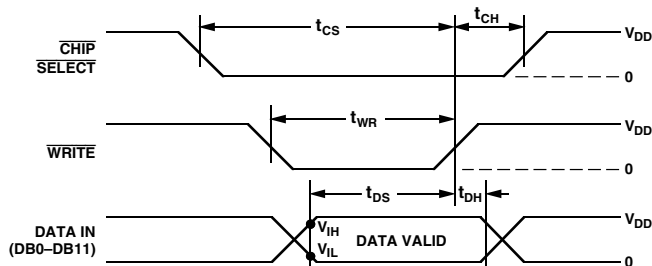 tCS
tCH
CHIP
SELECT
VDD
0
tWR
WRITE
VDD
0
tDS
tDH
DATA IN
(DB0–DB11)
VIH
VIL
DATA VALID
VDD
0